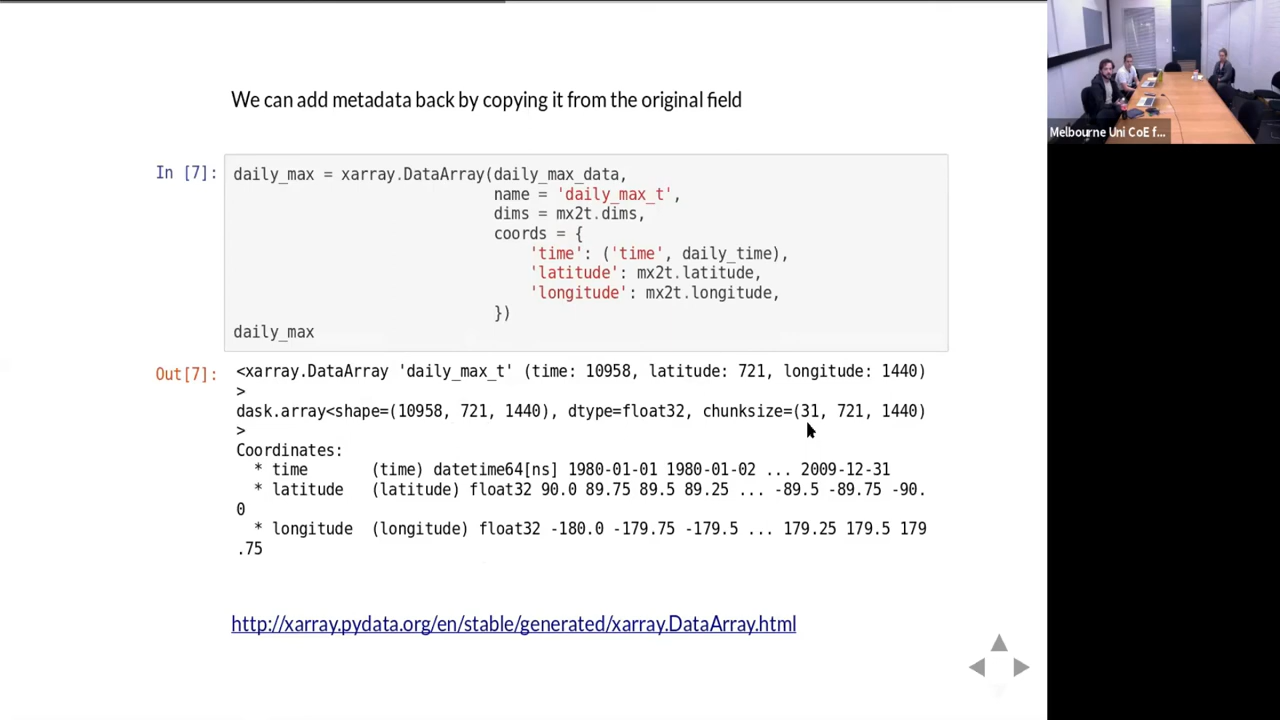 We can add metadata back by copying it from the original field
In [7]:
daily_max = xarray.DataArray(daily_max_data,
name = 'daily_max_t',
dims = mx2t.dims,
coords = {
'time': ('time', daily_time),
'latitude': mx2t.latitude,
'longitude': mx2t.longitude,
})
daily_max
Out[7]:
<xarray.DataArray 'daily_max_t' (time: 10958, latitude: 721, longitude: 1440)
>
dask.array<shape=(10958, 721, 1440), dtype=float32, chunksize=(31, 721, 1440)
>
Coordinates:
* time (time) datetime64[ns] 1980-01-01 1980-01-02 ... 2009-12-31
* latitude (latitude) float32 90.0 89.75 89.5 89.25 ... -89.5 -89.75 -90.
0
* longitude (longitude) float32 -180.0 -179.75 -179.5 ... 179.25 179.5 179
.75
http://xarray.pydata.org/en/stable/generated/xarray.DataArray.html
Melbourne Uni CoE f...